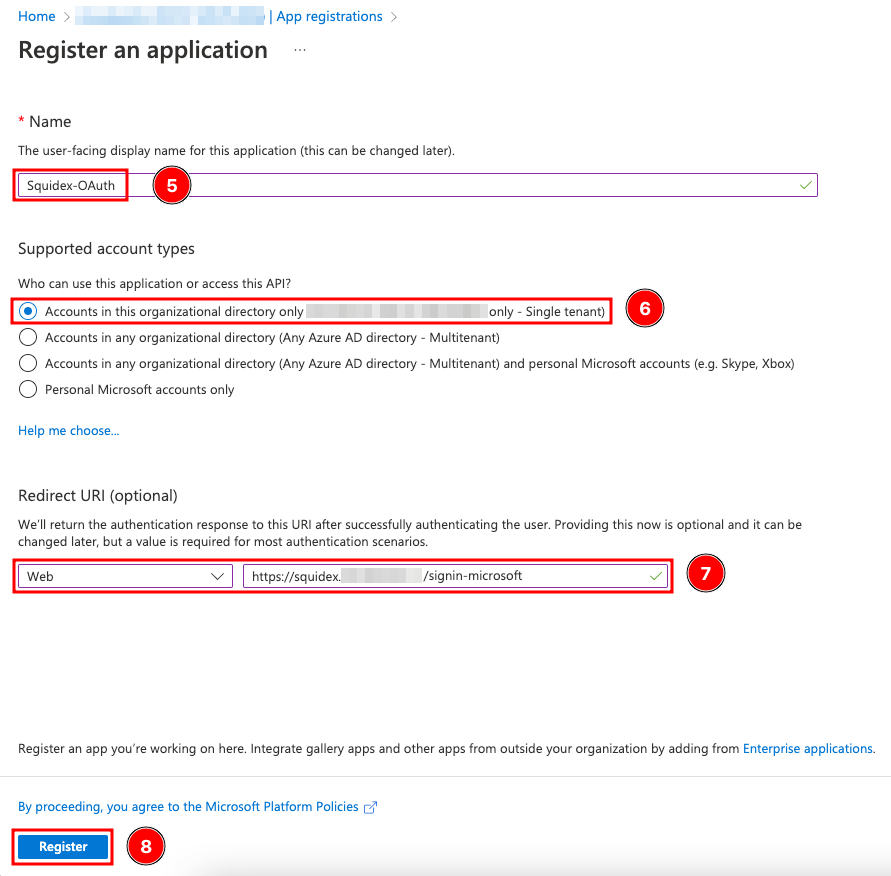 Home > | App registrations >
Register an application ...
* Name
The user-facing display name for this application (this can be changed later).
Squidex-OAuth
5
Supported account types
Who can use this application or access this API?
Accounts in this organizational directory only only - Single tenant)
6
Accounts in any organizational directory (Any Azure AD directory - Multitenant)
Accounts in any organizational directory (Any Azure AD directory - Multitenant) and personal Microsoft accounts (e.g. Skype, Xbox)
Personal Microsoft accounts only
Help me choose...
Redirect URI (optional)
We'll return the authentication response to this URI after successfully authenticating the user. Providing this now is optional and it can be
changed later, but a value is required for most authentication scenarios.
Web
https://squidex. /signin-microsoft
7
Register an app you're working on here. Integrate gallery apps and other apps from outside your organization by adding from Enterprise applications.
By proceeding, you agree to the Microsoft Platform Policies
Register
8